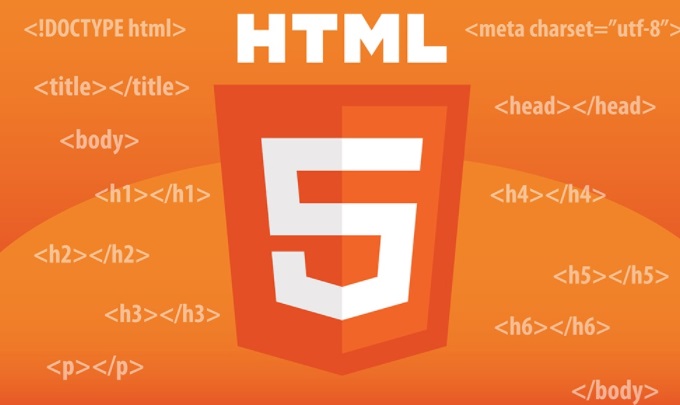 HTML
5
<!DOCTYPE html>
<meta charset=”utf-8”>
<title></title>
<head></head>
<body>
<h1></h1>
<h4></h4>
<h2></h2>
<h5></h5>
<h3></h3>
<h6></h6>
<p></p>
</body>